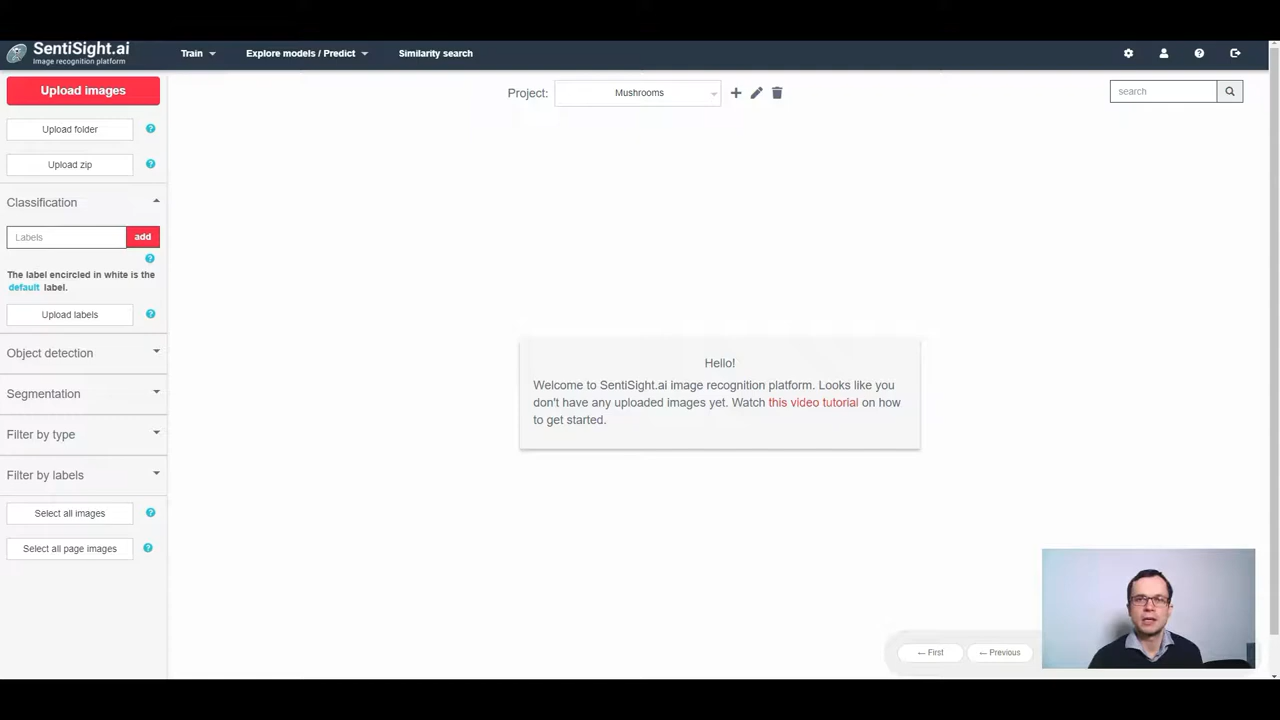 SentiSight.ai
Image recognition platform
Train
Explore models / Predict
Similarity search
Upload images
Project:
Mushrooms
search
Upload folder
Upload zip
Classification
Labels
add
The label encircled in white is the
default label.
Upload labels
Object detection
Segmentation
Filter by type
Filter by labels
Select all images
Select all page images
Hello!
Welcome to SentiSight.ai image recognition platform. Looks like you
don't have any uploaded images yet. Watch this video tutorial on how
to get started.
← First
← Previous